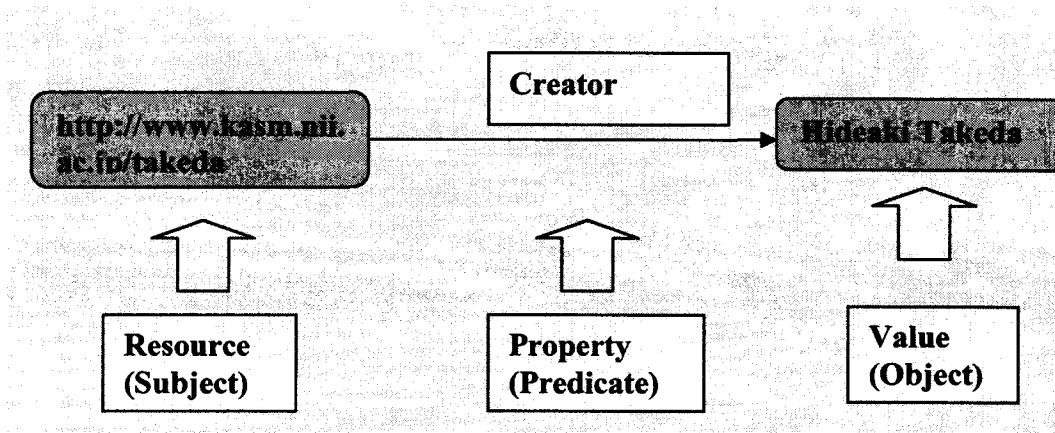 Creator
http://www.kasm.nii.
ac.jp/takeda
Hideaki Takeda
Resource
(Subject)
Property
(Predicate)
Value
(Object)